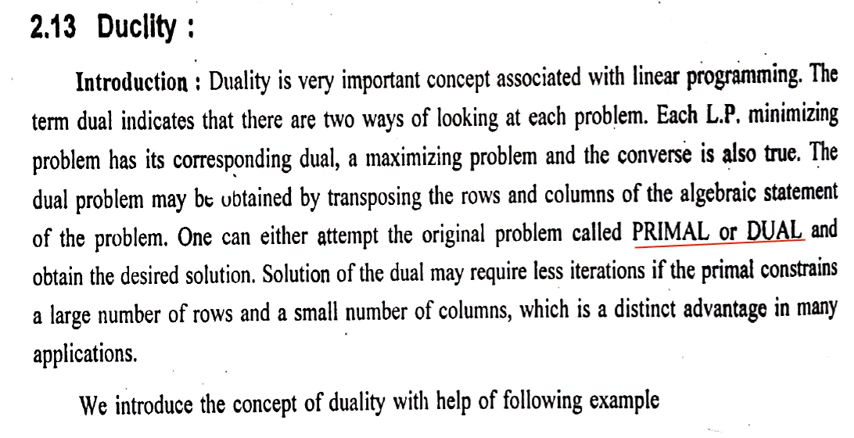 2.13 Duclity :
Introduction : Duality is very important concept associated with linear programming. The
term dual indicates that there are two ways of looking at each problem. Each L.P. minimizing
problem has its corresponding dual, a maximizing problem and the converse is also true. The
dual problem may be obtained by transposing the rows and columns of the algebraic statement
of the problem. One can either attempt the original problem called PRIMAL or DUAL and
obtain the desired solution. Solution of the dual may require less iterations if the primal constrains
a large number of rows and a small number of columns, which is a distinct advantage in many
applications.
We introduce the concept of duality with help of following example